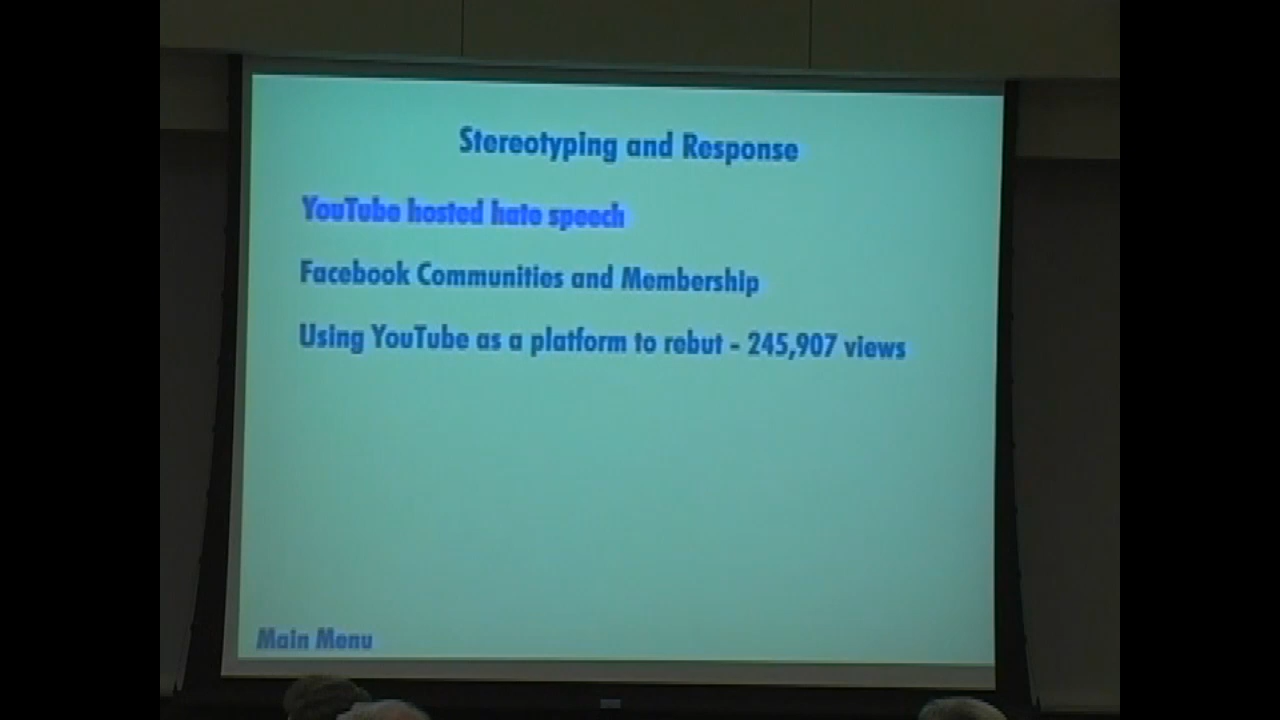 Stereotyping and Response
YouTube hosted hate speech
Facebook Communities and Membership
Using YouTube as a platform to rebut - 245,907 views
Main Menu